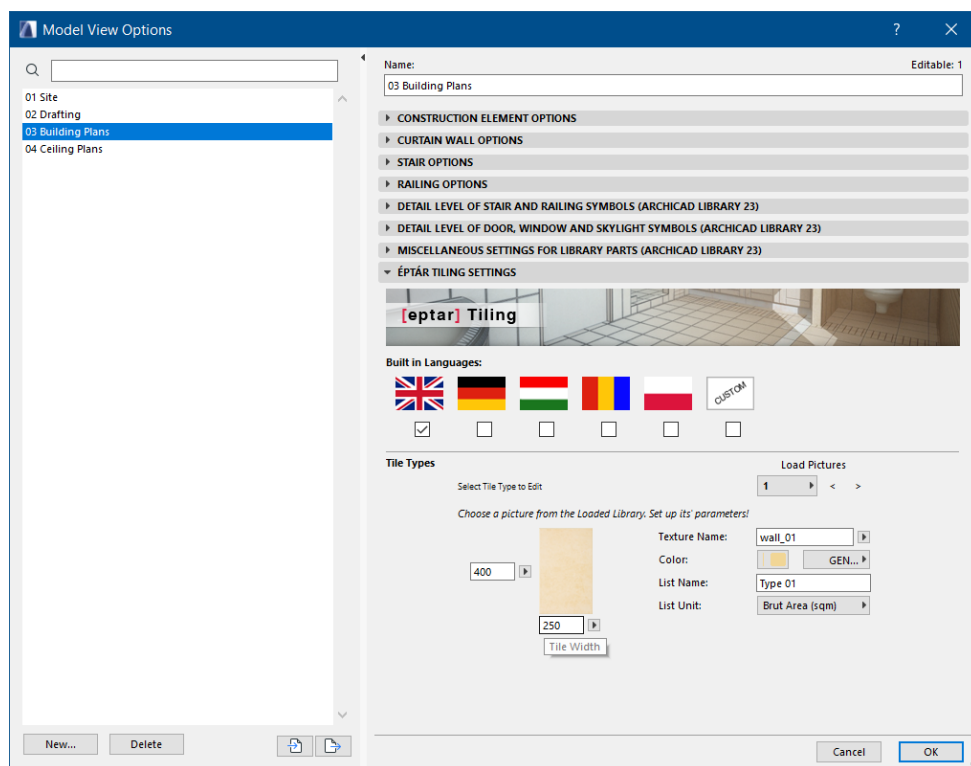 Model View Options
?
Name:
Editable: 1
03 Building Plans
01 Site
02 Drafting
03 Building Plans
04 Ceiling Plans
CONSTRUCTION ELEMENT OPTIONS
CURTAIN WALL OPTIONS
STAIR OPTIONS
RAILING OPTIONS
DETAIL LEVEL OF STAIR AND RAILING SYMBOLS (ARCHICAD LIBRARY 23)
DETAIL LEVEL OF DOOR, WINDOW AND SKYLIGHT SYMBOLS (ARCHICAD LIBRARY 23)
MISCELLANEOUS SETTINGS FOR LIBRARY PARTS (ARCHICAD LIBRARY 23)
ÉPTÁR TILING SETTINGS
[eptar] Tiling
Built in Languages:
CUSTOM
Tile Types
Load Pictures
Select Tile Type to Edit
1 < >
Choose a picture from the Loaded Library. Set up its' parameters!
Texture Name: wall_01
Color: GEN...
400
List Name: Type 01
List Unit: Brut Area (sqm)
250
Tile Width
New...
Delete
Cancel
OK